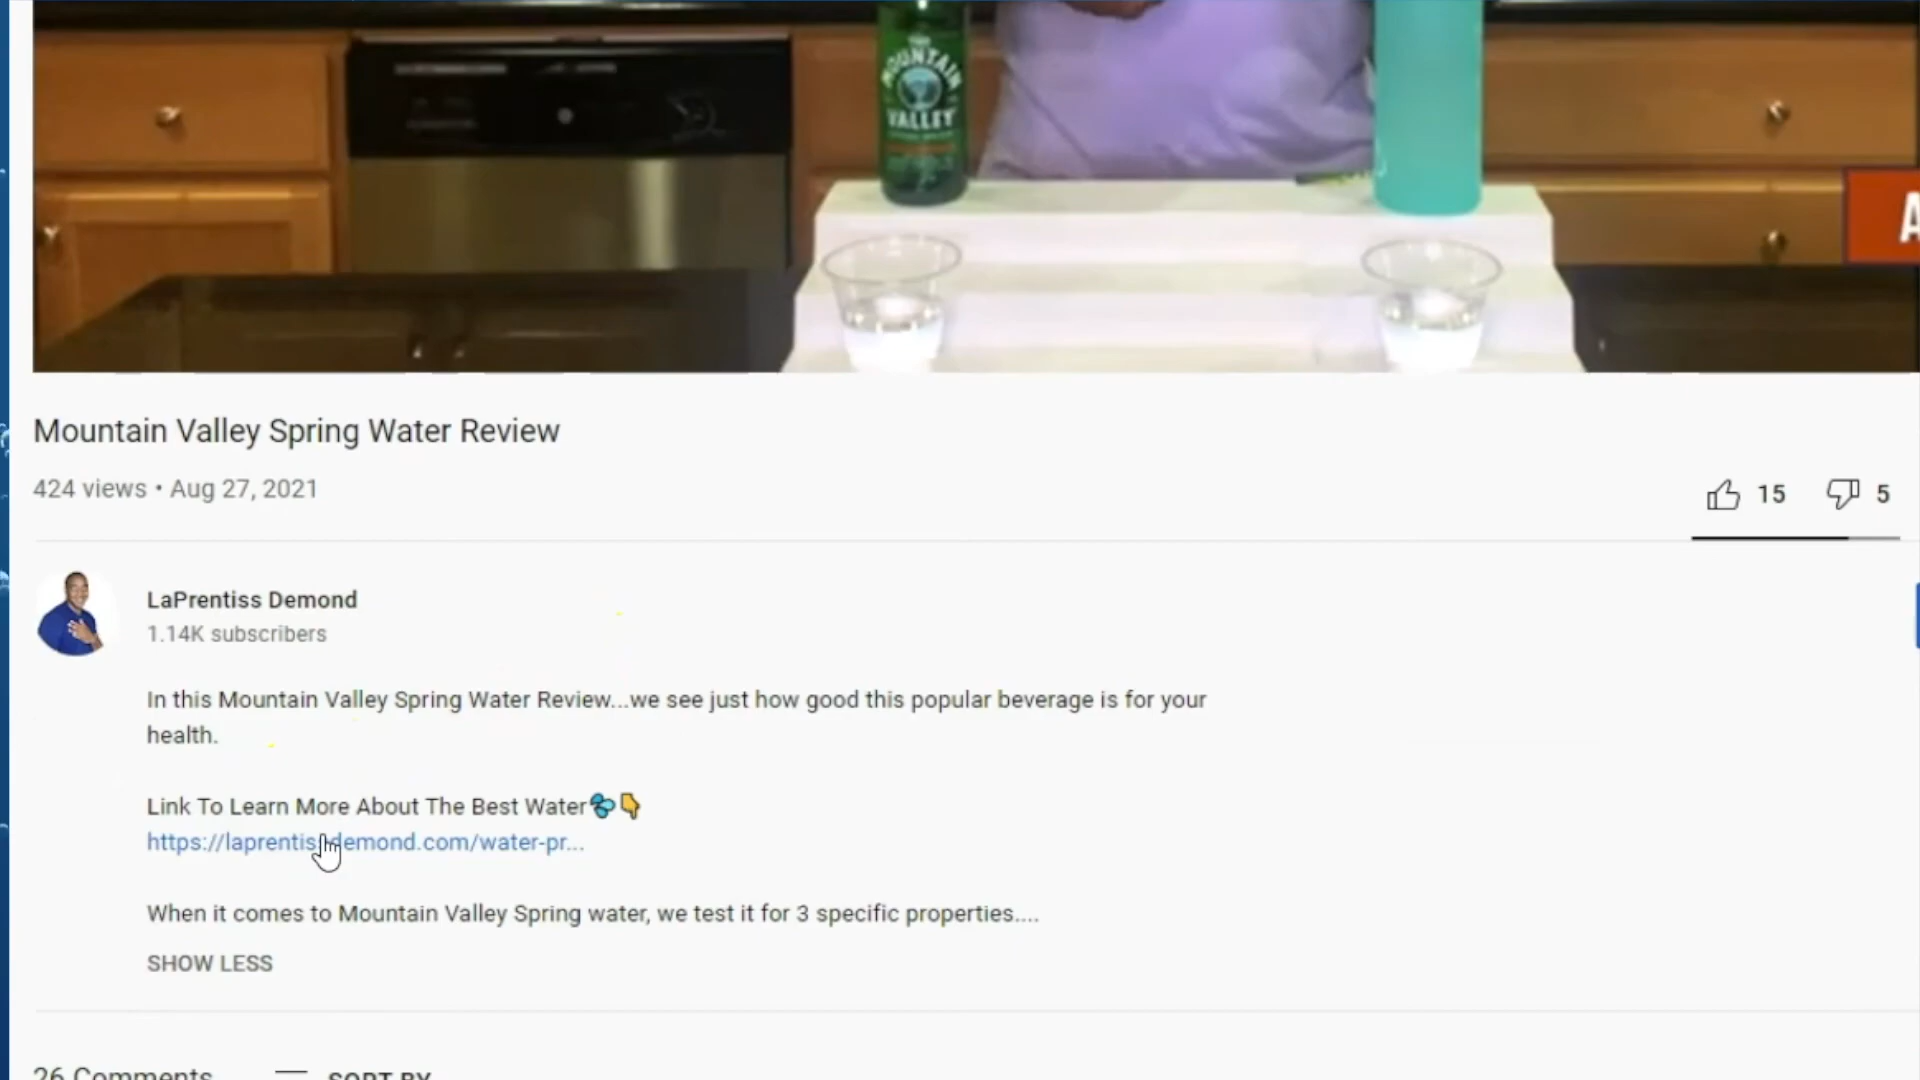 MOUNTAIN
VALLEY
A
Mountain Valley Spring Water Review
424 views • Aug 27, 2021
15
5
LaPrentiss Demond
1.14K subscribers
In this Mountain Valley Spring Water Review...we see just how good this popular beverage is for your
health.
Link To Learn More About The Best Water💦👇
https://laprentissdemond.com/water-pr...
When it comes to Mountain Valley Spring water, we test it for 3 specific properties....
SHOW LESS
26 Comments
SORT BY